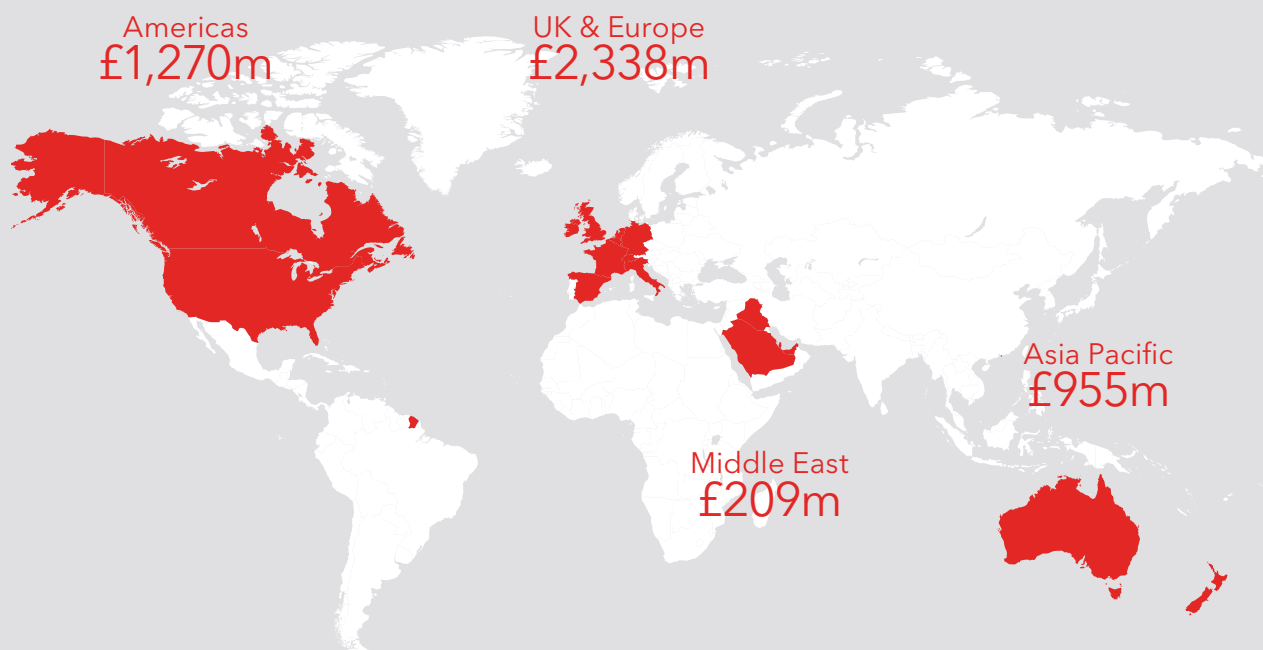 Americas
£1,270m
UK & Europe
£2,338m
Asia Pacific
£955m
Middle East
£209m